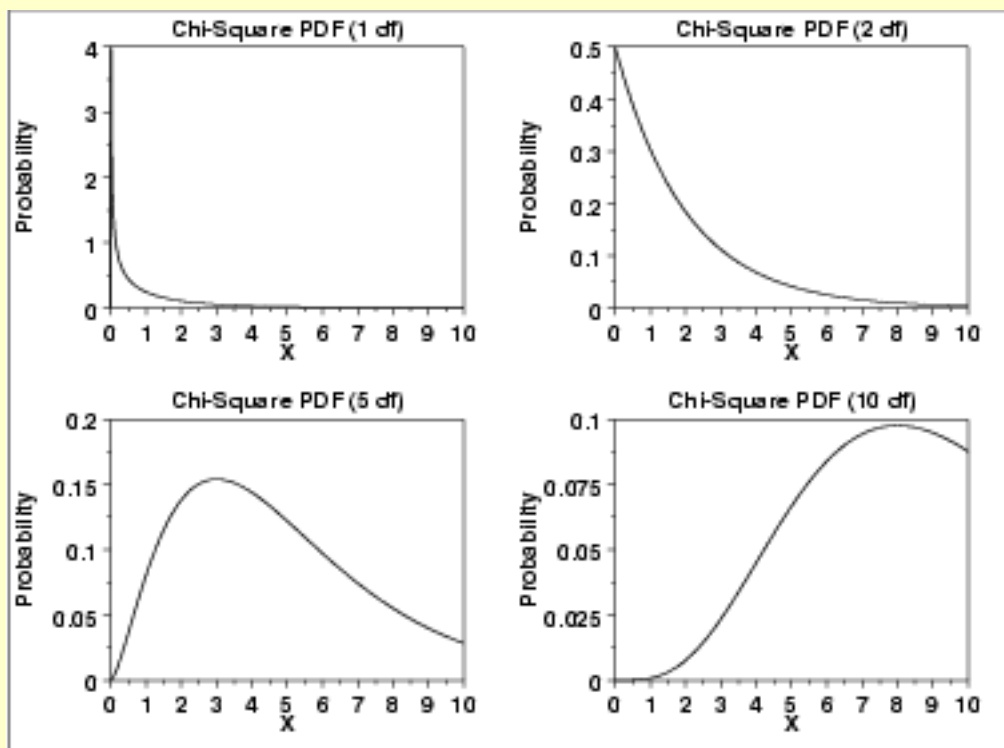 Chi-Square PDF (1 df)
4
3
2
1
0
Probability
0 1 2 3 4 5 6 7 8 9 10
X
Chi-Square PDF (2 df)
0.5
0.4
0.3
0.2
0.1
0
Probability
0 1 2 3 4 5 6 7 8 9 10
X
Chi-Square PDF (5 df)
0.2
0.15
0.1
0.05
0
Probability
0 1 2 3 4 5 6 7 8 9 10
X
Chi-Square PDF (10 df)
0.1
0.075
0.05
0.025
0
Probability
0 1 2 3 4 5 6 7 8 9 10
X